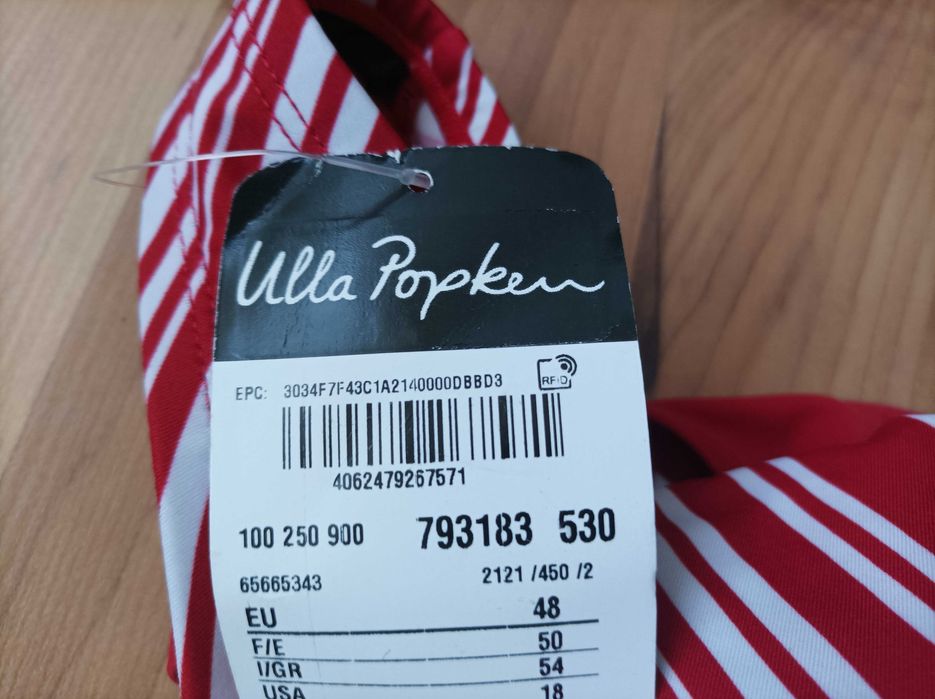 Ulla Popken
EPC: 3034F7F43C1A2140000DBBD3 RFID
4062479267571
100 250 900 793183 530
65665343 2121 /450 /2
EU 48
F/E 50
I/GR 54
USA 18